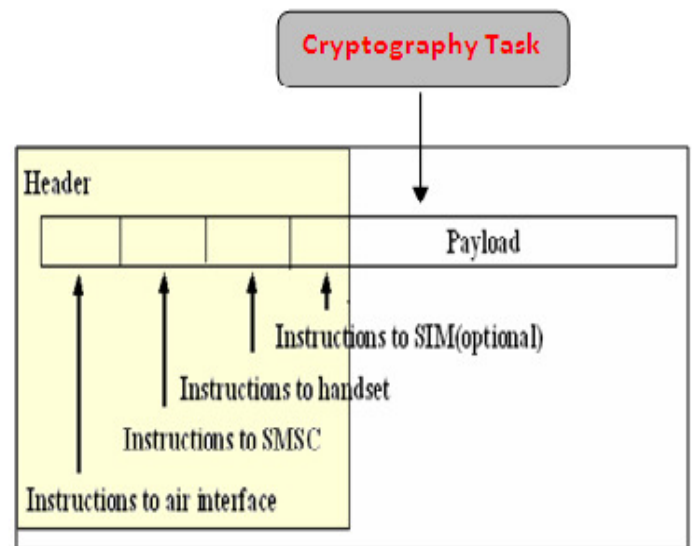 Cryptography Task
Header
Payload
Instructions to SIM(optional)
Instructions to handset
Instructions to SMSC
Instructions to air interface